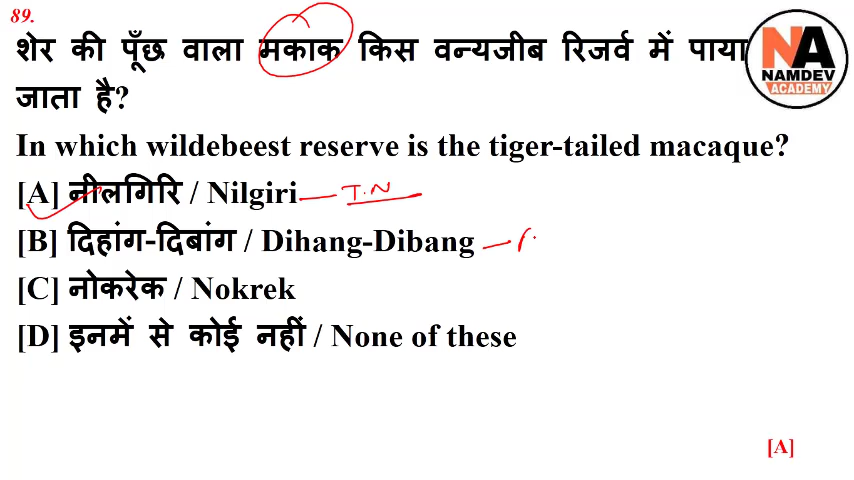 89.
शेर की पूँछ वाला मकाक किस वन्यजीब रिजर्व में पाया
जाता है?
NA
NAMDEV
ACADEMY
In which wildebeest reserve is the tiger-tailed macaque?
[A] नीलगिरि / Nilgiri — T.N
[B] दिहांग-दिबांग / Dihang-Dibang —
[C] नोकरेक / Nokrek
[D] इनमें से कोई नहीं / None of these
[A]